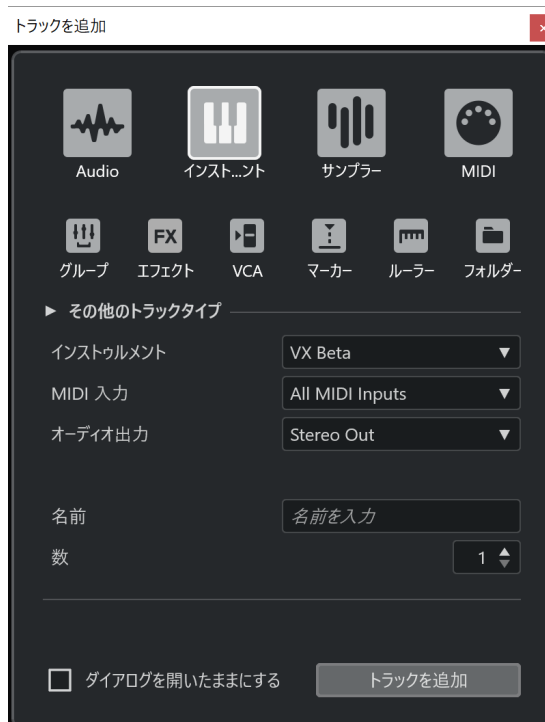 トラックを追加
Audio インスト...ント サンプラー MIDI
FX
グループ エフェクト VCA マーカー ルーラー フォルダー
▶ その他のトラックタイプ
インストゥルメント VX Beta ▼
MIDI 入力 All MIDI Inputs ▼
オーディオ出力 Stereo Out ▼
名前 名前を入力
数 1
ダイアログを開いたままにする トラックを追加